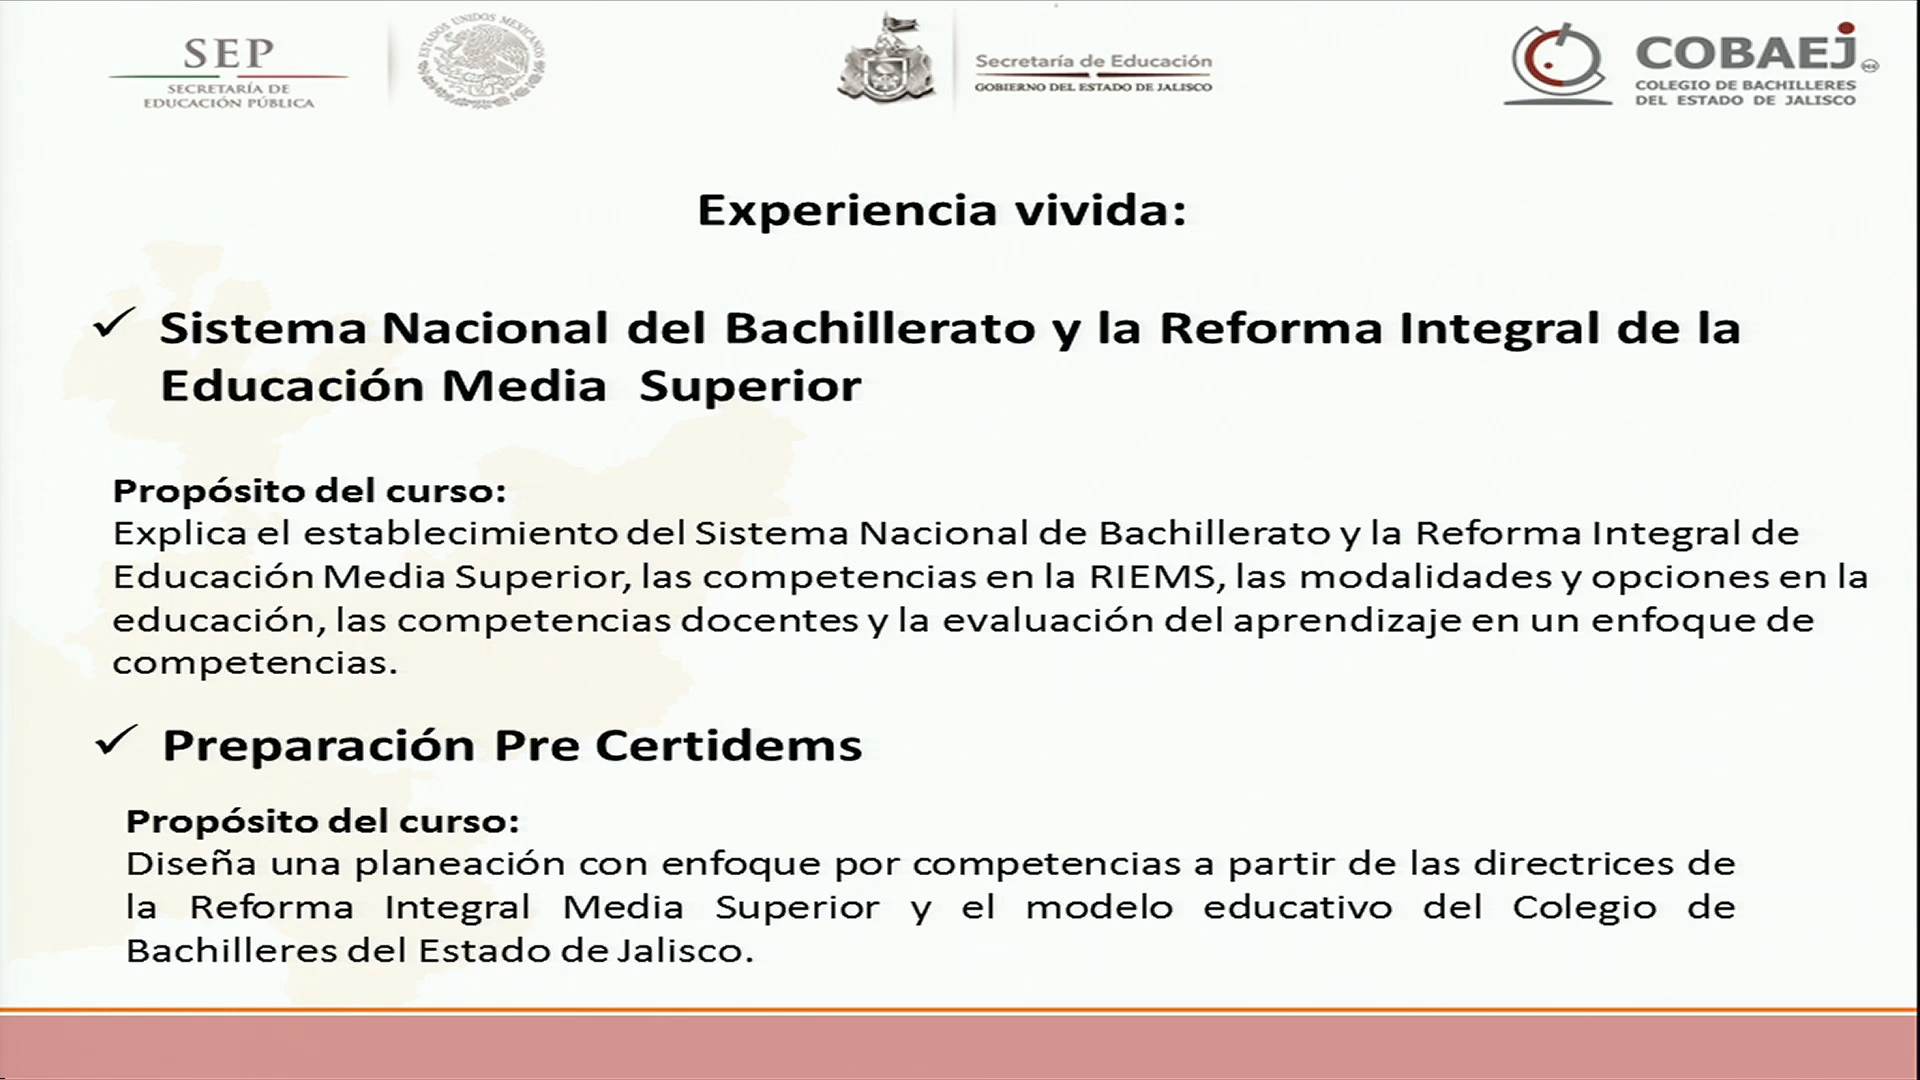 SEP
SECRETARÍA DE
EDUCACIÓN PÚBLICA
ESTADOS UNIDOS MEXICANOS
Secretaría de Educación
GOBIERNO DEL ESTADO DE JALISCO
COBAEJ
COLEGIO DE BACHILLERES
DEL ESTADO DE JALISCO
Experiencia vivida:
✓ Sistema Nacional del Bachillerato y la Reforma Integral de la
Educación Media Superior
Propósito del curso:
Explica el establecimiento del Sistema Nacional de Bachillerato y la Reforma Integral de
Educación Media Superior, las competencias en la RIEMS, las modalidades y opciones en la
educación, las competencias docentes y la evaluación del aprendizaje en un enfoque de
competencias.
✓ Preparación Pre Certidems
Propósito del curso:
Diseña una planeación con enfoque por competencias a partir de las directrices de
la Reforma Integral Media Superior y el modelo educativo del Colegio de
Bachilleres del Estado de Jalisco.